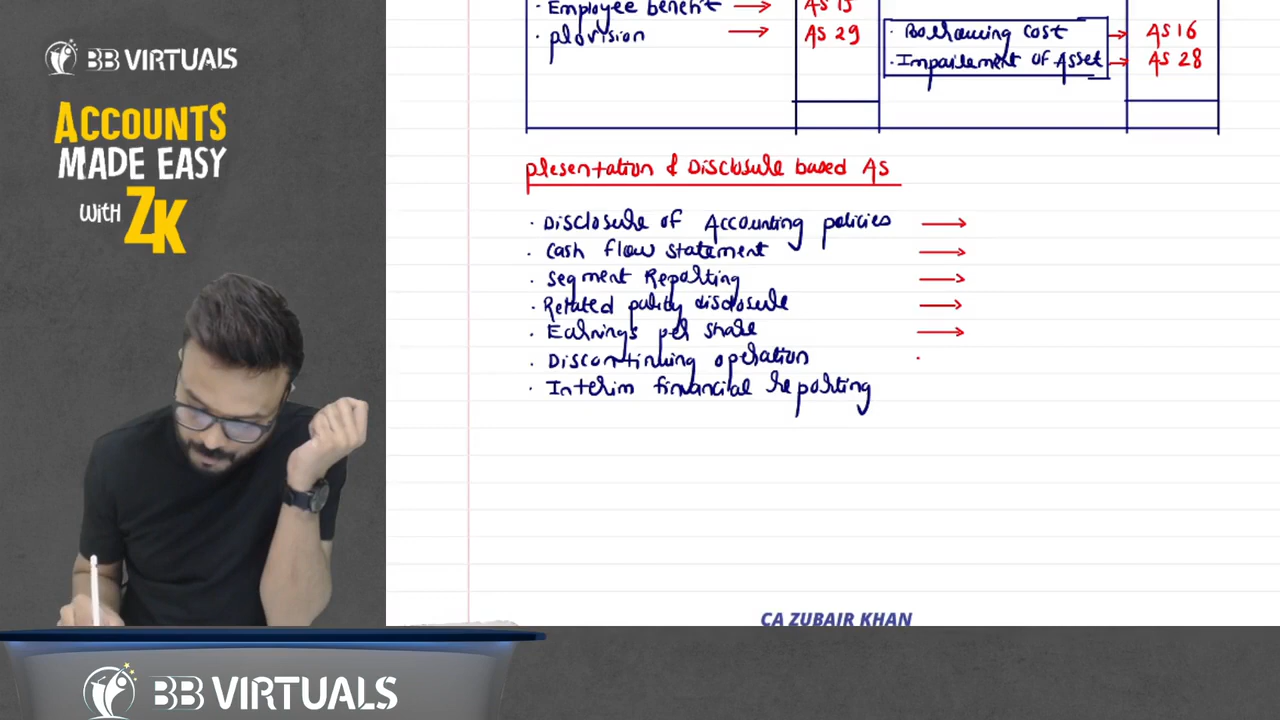 BB VIRTUALS
ACCOUNTS
MADE EASY
WITH ZK
· Employee benefit → AS 15
· provision → AS 29
· Borrowing cost → AS 16
· Impairement of Asset → AS 28
presentation & Disclosure based AS
· Disclosure of Accounting policies →
· Cash flow statement →
· Segment Reporting →
· Related party disclosure →
· Earnings per share →
· Discontinuing operation
· Interim financial reporting
CA ZUBAIR KHAN
BB VIRTUALS